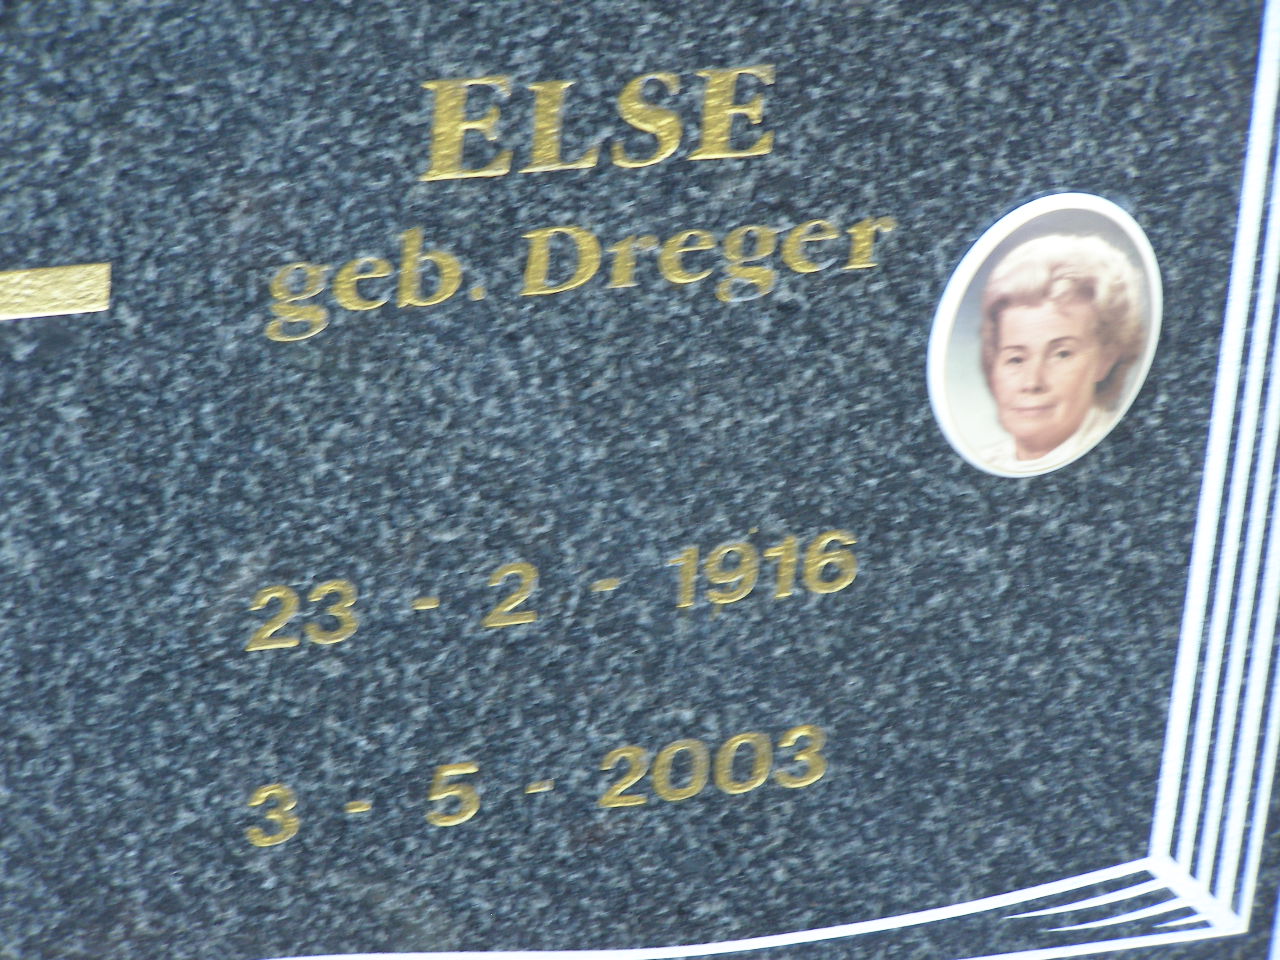 ELSE
geb. Dreger
23 - 2 - 1916
3 - 5 - 2003